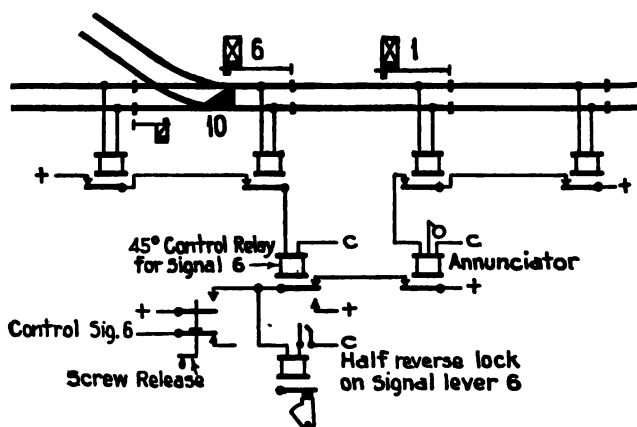 6
1
10
+
+
45° Control Relay
for Signal 6
C
C
Annunciator
+
+
+
Control Sig. 6
C
Half reverse lock
on signal lever 6
Screw Release